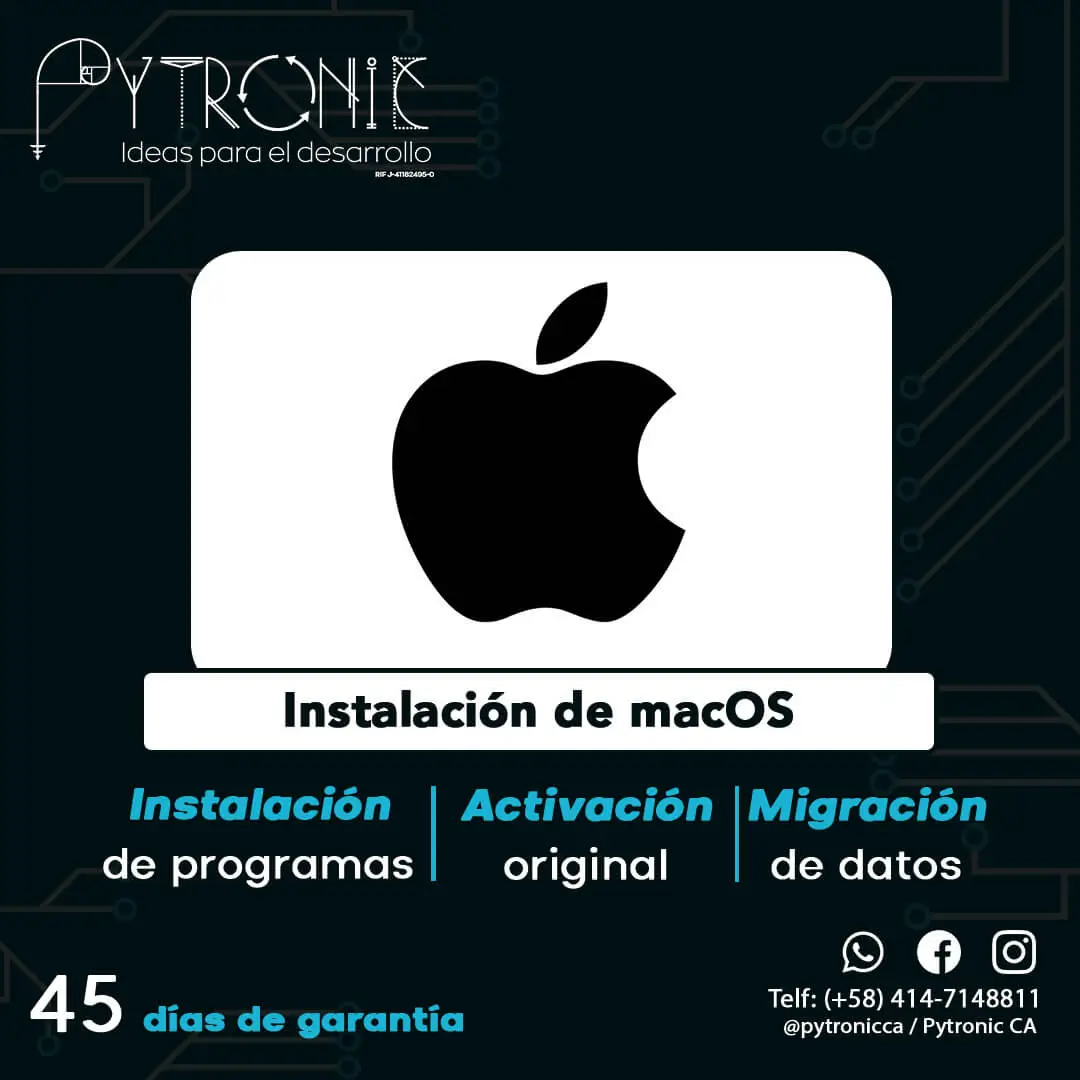 PYTRONIC
Ideas para el desarrollo
RIF J-41182495-0
Instalación de macOS
Instalación
de programas
Activación
original
Migración
de datos
45 días de garantía
Telf: (+58) 414-7148811
@pytronicca / Pytronic CA